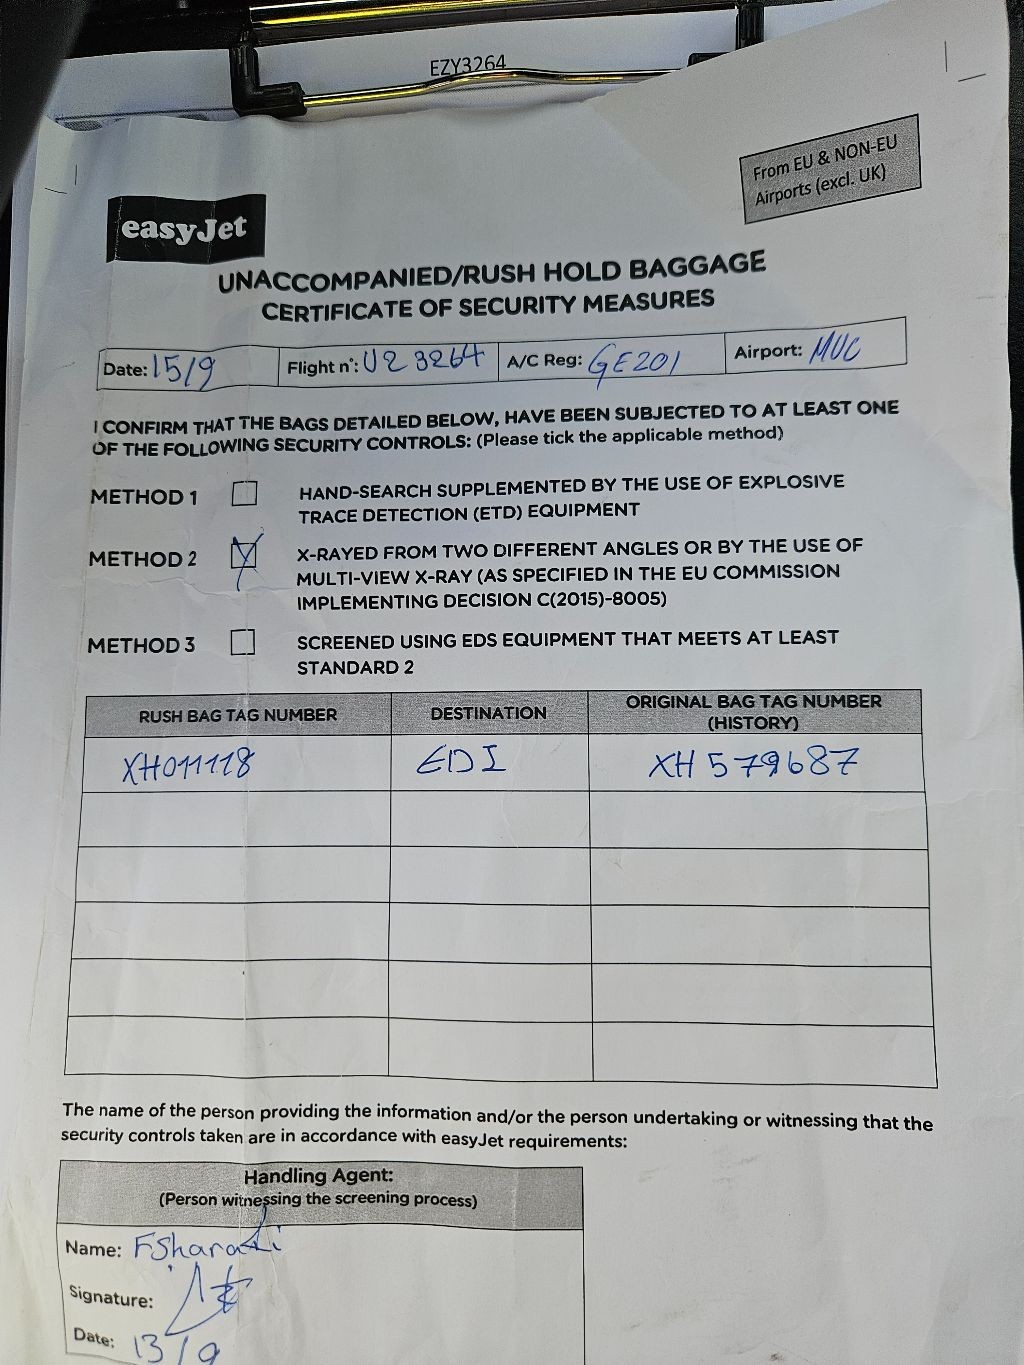 EZY3264
From EU & NON-EU
Airports (excl. UK)
easyJet
UNACCOMPANIED/RUSH HOLD BAGGAGE
CERTIFICATE OF SECURITY MEASURES
Date: 15/9 Flight n°: U2 3264 A/C Reg: GE201 Airport: MUC
I CONFIRM THAT THE BAGS DETAILED BELOW, HAVE BEEN SUBJECTED TO AT LEAST ONE
OF THE FOLLOWING SECURITY CONTROLS: (Please tick the applicable method)
METHOD 1 HAND-SEARCH SUPPLEMENTED BY THE USE OF EXPLOSIVE
TRACE DETECTION (ETD) EQUIPMENT
METHOD 2 X-RAYED FROM TWO DIFFERENT ANGLES OR BY THE USE OF
MULTI-VIEW X-RAY (AS SPECIFIED IN THE EU COMMISSION
IMPLEMENTING DECISION C(2015)-8005)
METHOD 3 SCREENED USING EDS EQUIPMENT THAT MEETS AT LEAST
STANDARD 2
RUSH BAG TAG NUMBER DESTINATION ORIGINAL BAG TAG NUMBER
(HISTORY)
XH011118 EDI XH 579687
The name of the person providing the information and/or the person undertaking or witnessing that the
security controls taken are in accordance with easyJet requirements:
Handling Agent:
(Person witnessing the screening process)
Name:
Signature:
Date: 13/9